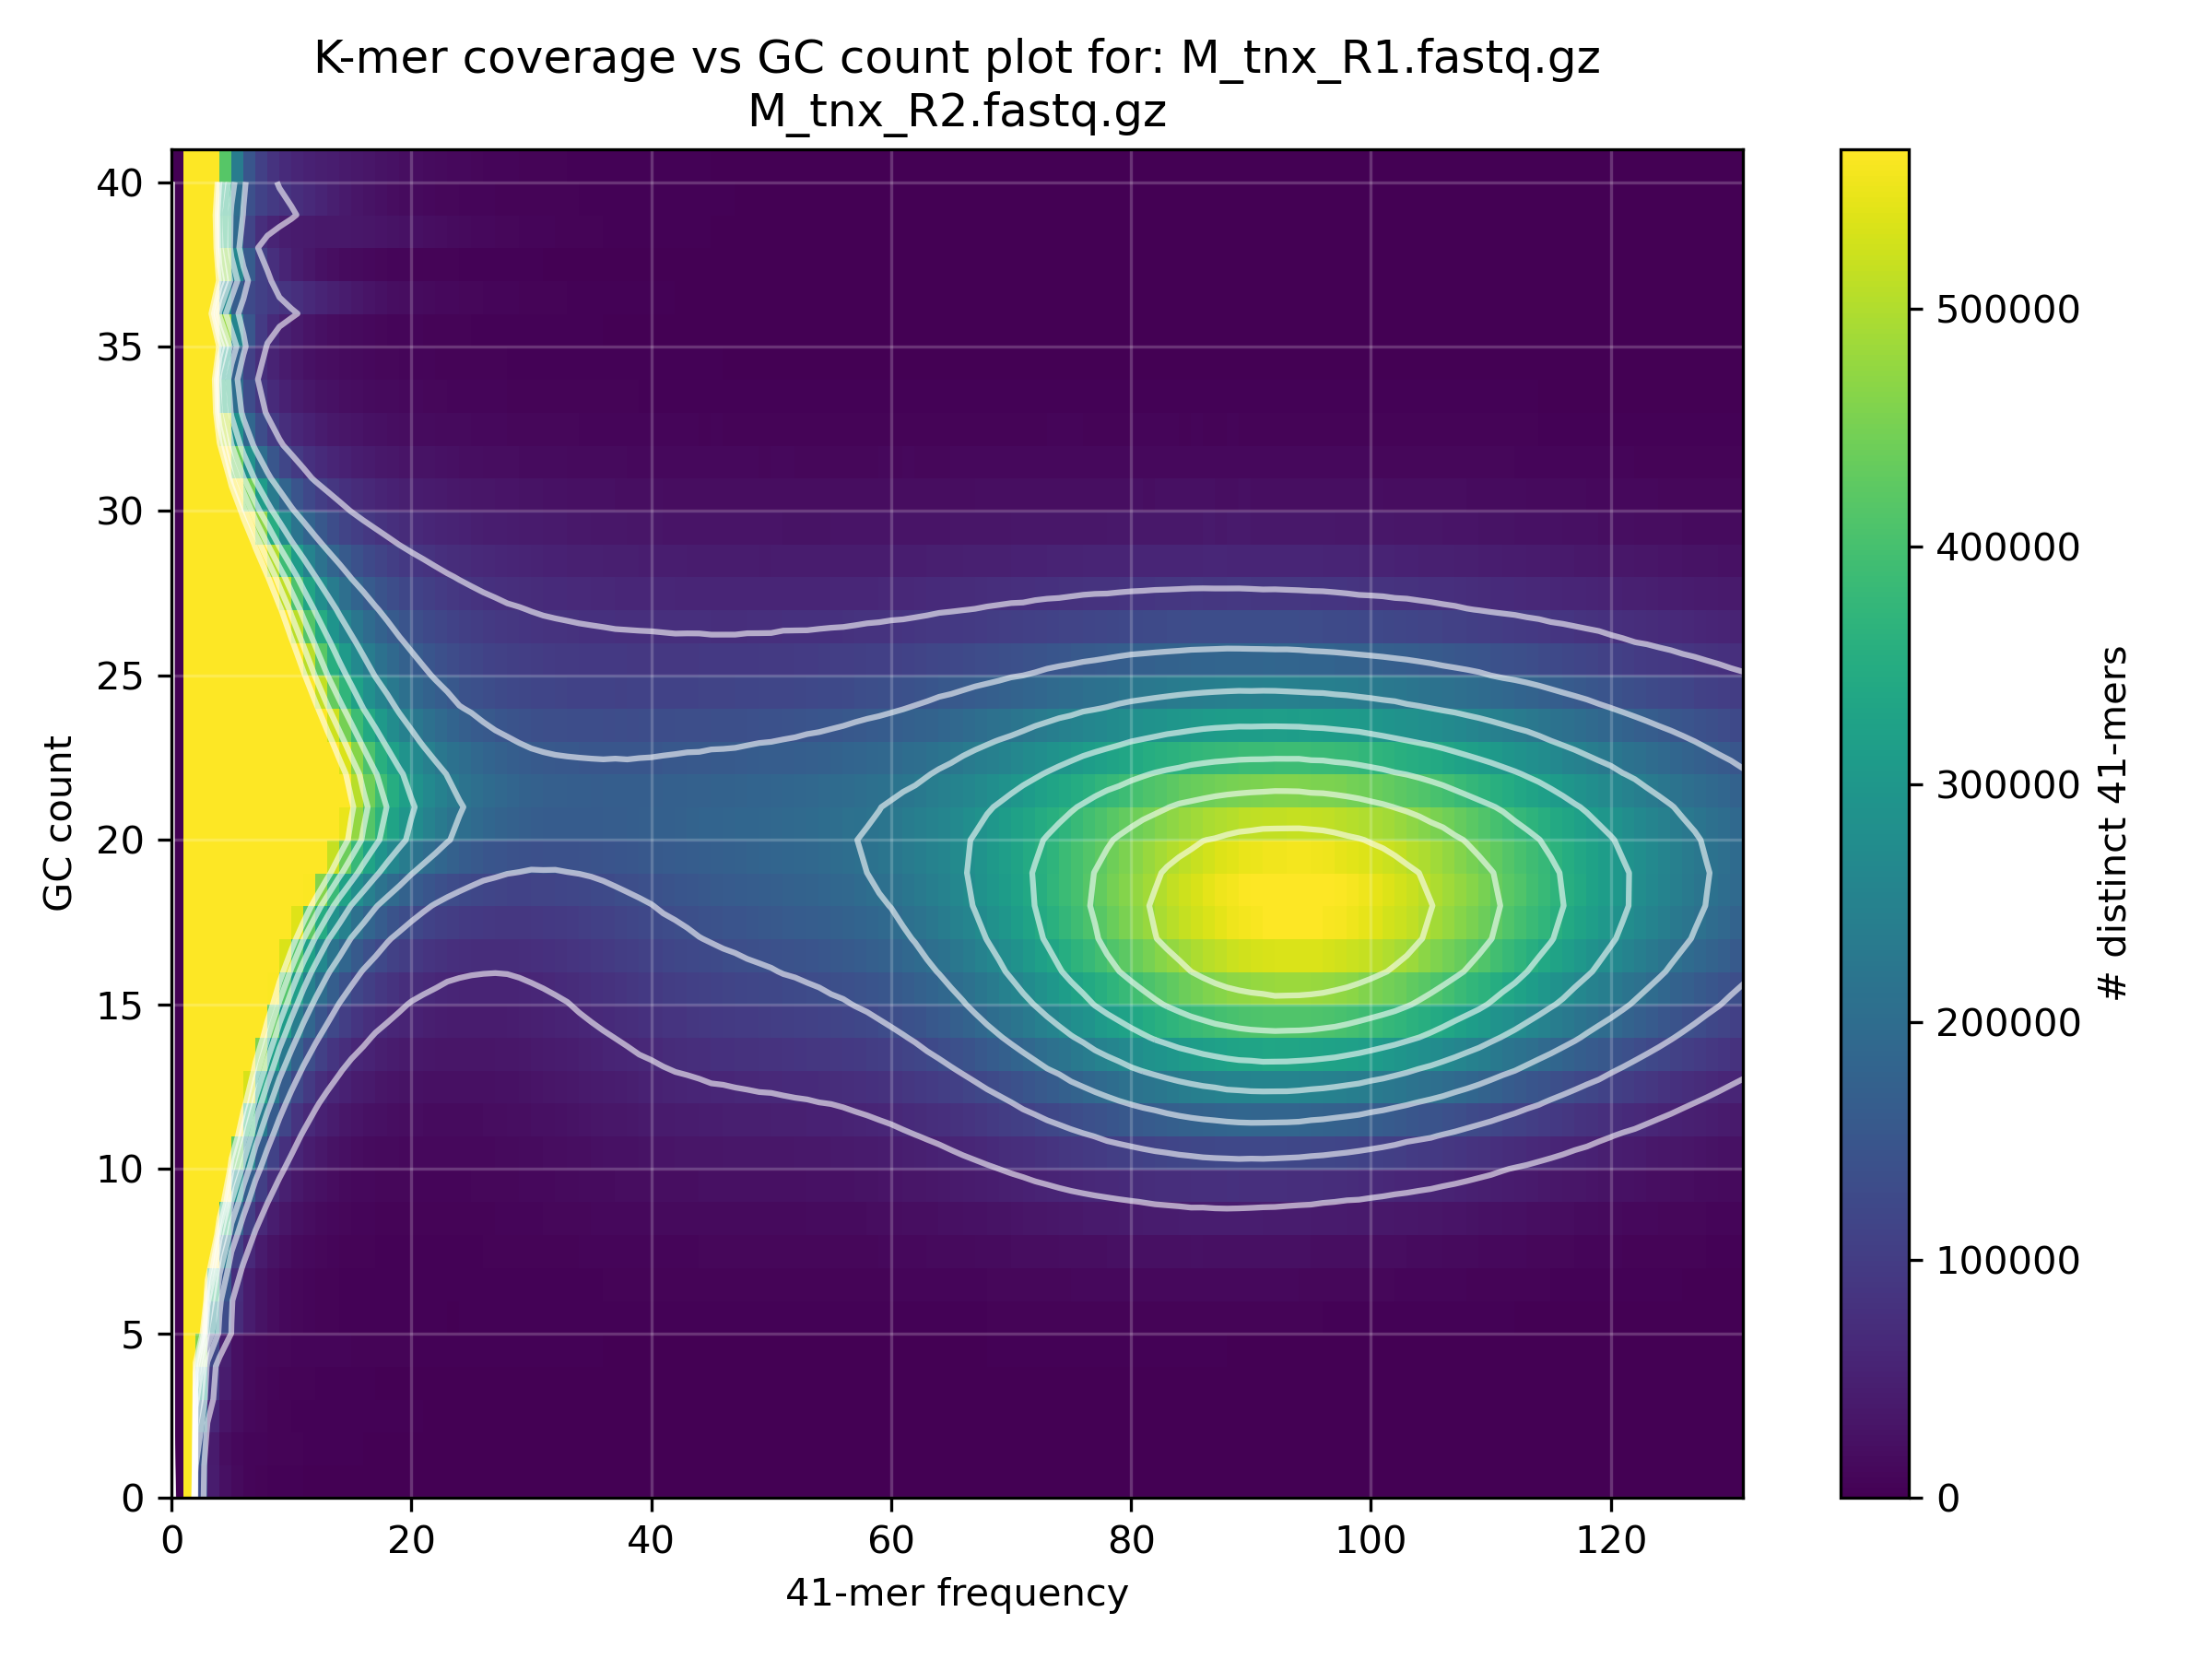 K-mer coverage vs GC count plot for: M_tnx_R1.fastq.gz
M_tnx_R2.fastq.gz
GC count
40
35
30
25
20
15
10
5
0
0 20 40 60 80 100 120
41-mer frequency
500000
400000
300000
200000
100000
0
# distinct 41-mers